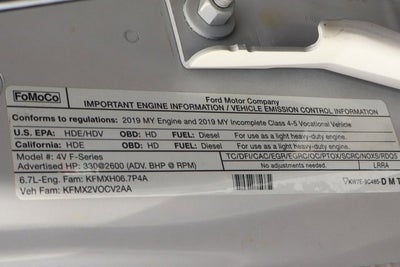 FoMoCo
Ford Motor Company
IMPORTANT ENGINE INFORMATION / VEHICLE EMISSION CONTROL INFORMATION
Conforms to regulations: 2019 MY Engine and 2019 MY Incomplete Class 4-5 Vocational Vehicle
U.S. EPA: HDE/HDV OBD: HD FUEL: Diesel For use as a light heavy-duty engine.
California: HDE OBD: HD FUEL: Diesel For use as a light heavy-duty engine.
Model #: 4V F-Series TC/DFI/CAC/EGR/EGRC/OC/PTOX/SCRC/NOXS/RDQS
Advertised HP: 330@2600 (ADV. BHP @ RPM) No adjustments needed. LRRA
6.7L-Eng. Fam: KFMXH06.7P4A
Veh Fam: KFMX2VOCV2AA
KW7E-9C485-DMT